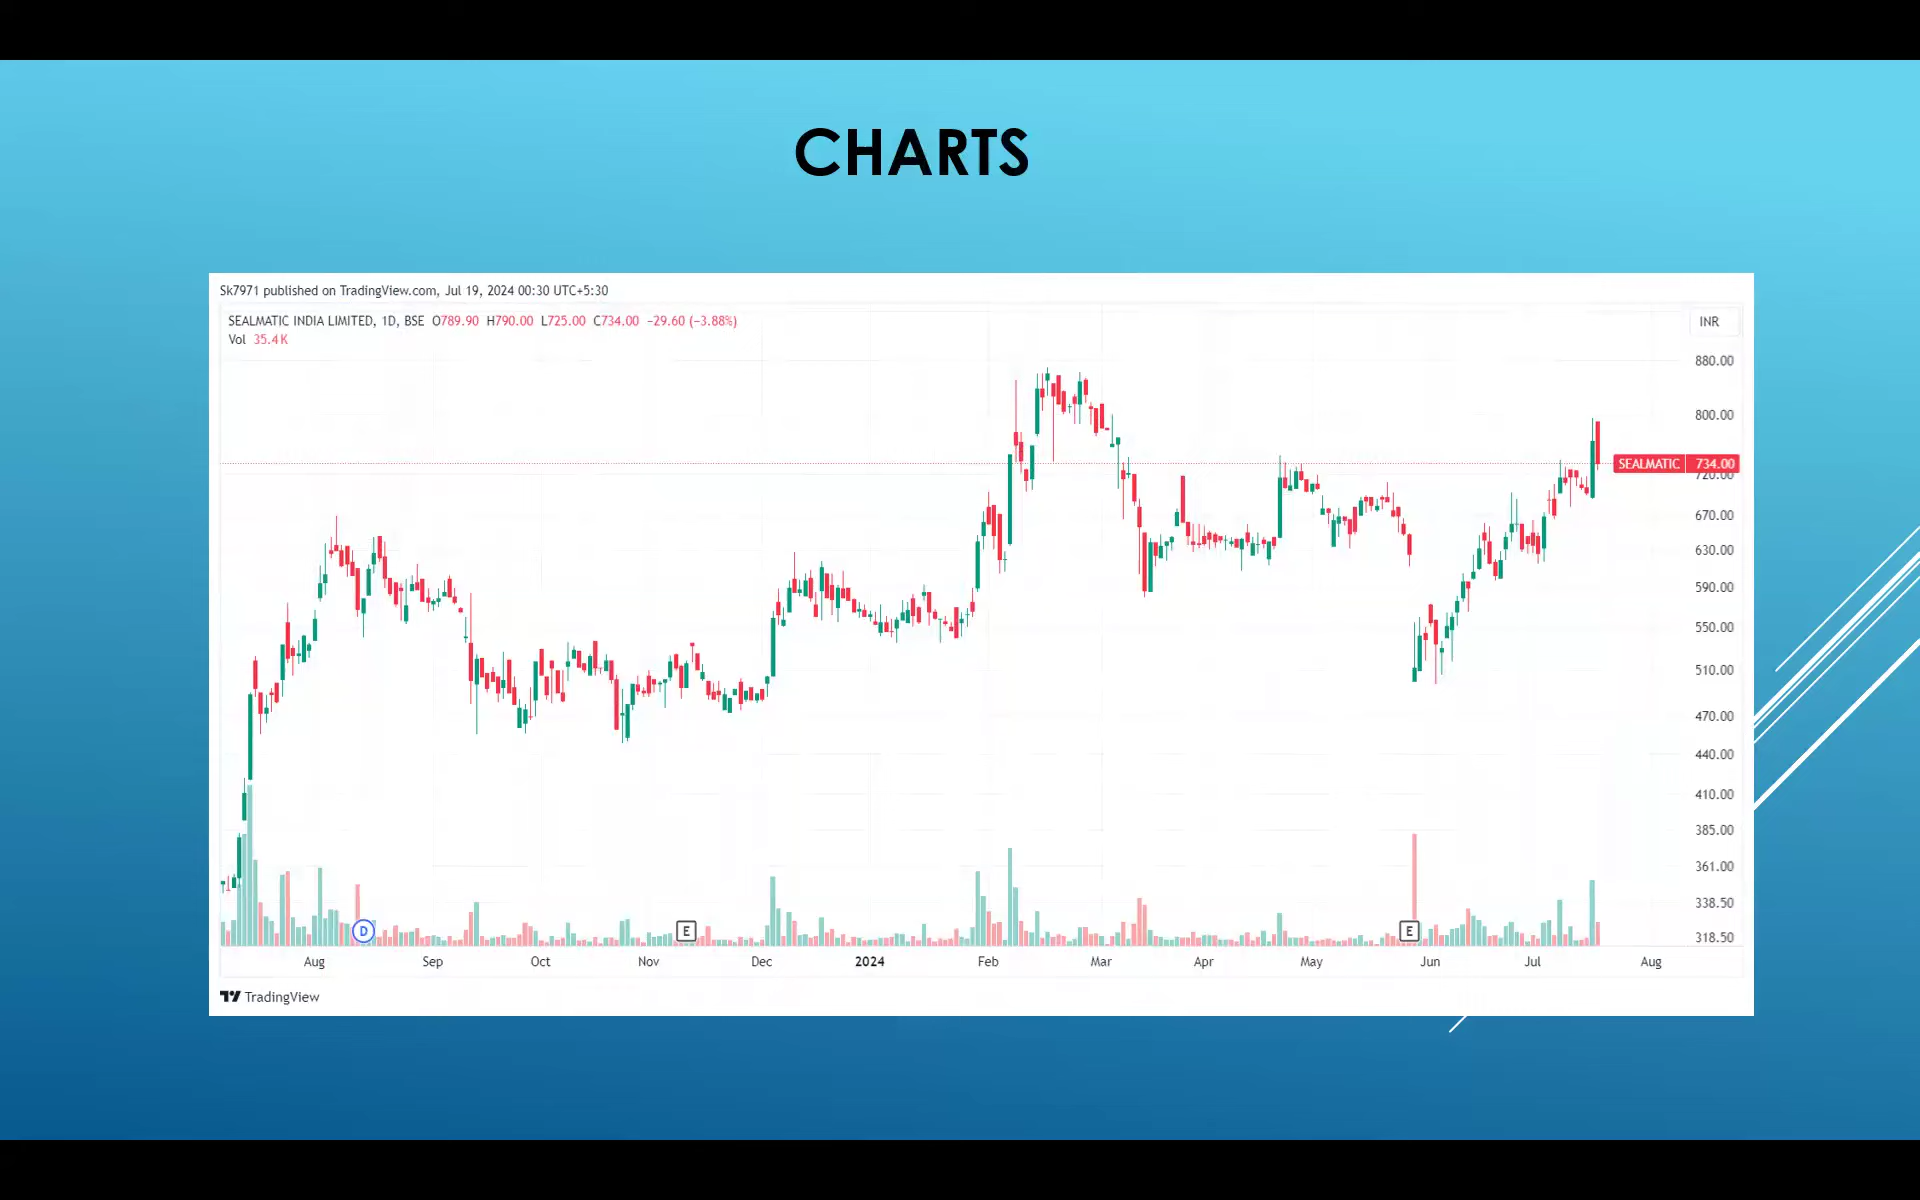 CHARTS
Sk7971 published on TradingView.com, Jul 19, 2024 00:30 UTC+5:30
SEALMATIC INDIA LIMITED, 1D, BSE O789.90 H790.00 L725.00 C734.00 −29.60 (−3.88%)
Vol 35.4K
INR
880.00
800.00
SEALMATIC 734.00
720.00
670.00
630.00
590.00
550.00
510.00
470.00
440.00
410.00
385.00
361.00
338.50
318.50
D E E
Aug Sep Oct Nov Dec 2024 Feb Mar Apr May Jun Jul Aug
TradingView